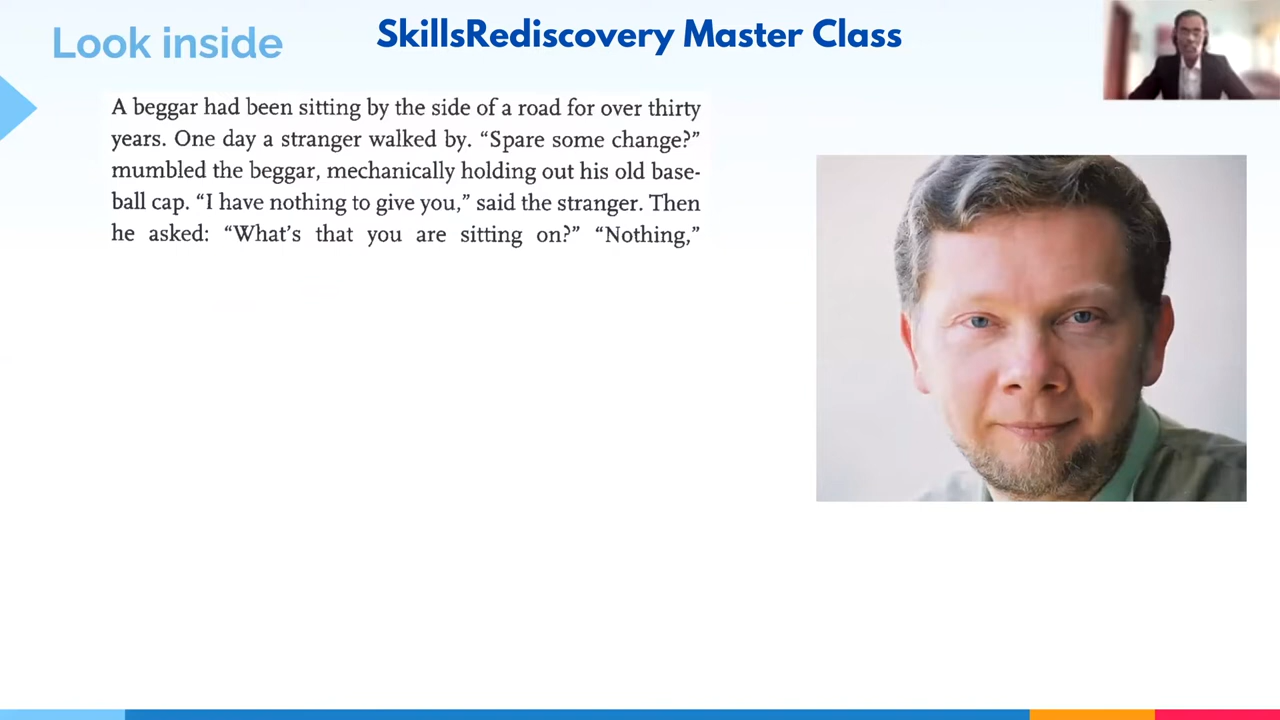 Look inside
SkillsRediscovery Master Class
A beggar had been sitting by the side of a road for over thirty
years. One day a stranger walked by. “Spare some change?”
mumbled the beggar, mechanically holding out his old base-
ball cap. “I have nothing to give you,” said the stranger. Then
he asked: “What’s that you are sitting on?” “Nothing,”